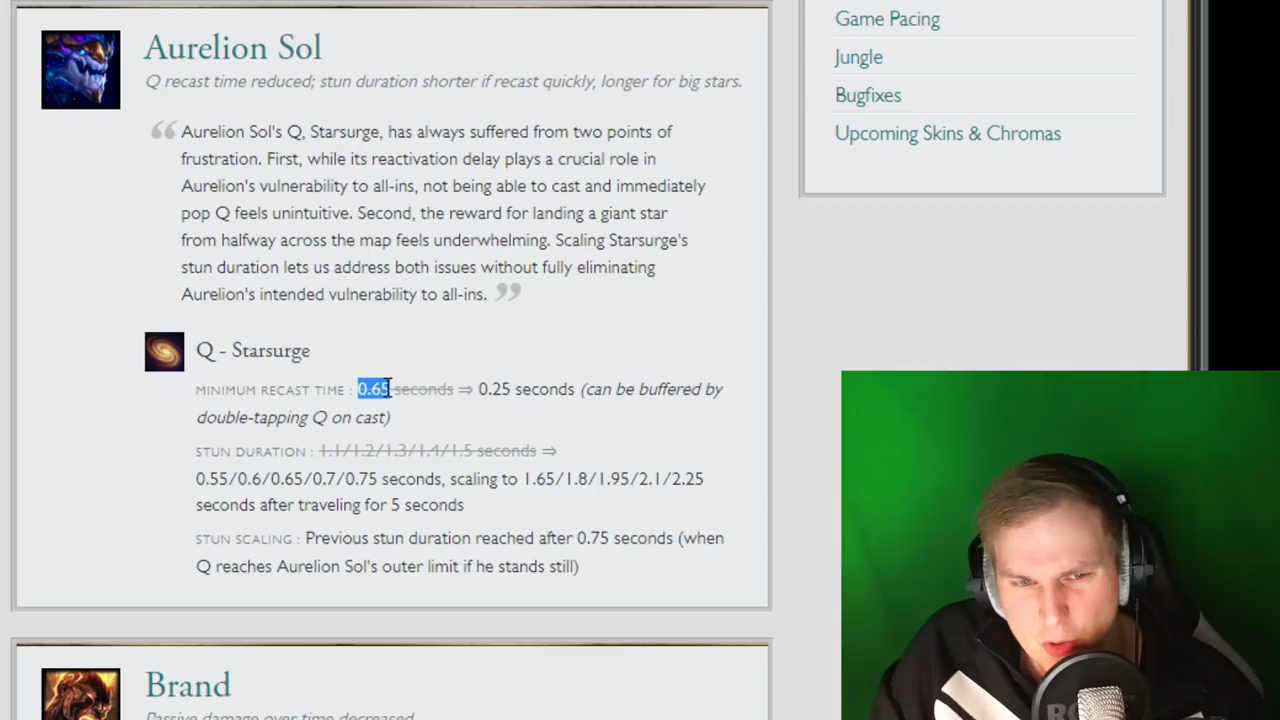 Aurelion Sol
Q recast time reduced; stun duration shorter if recast quickly, longer for big stars.
Aurelion Sol's Q, Starsurge, has always suffered from two points of
frustration. First, while its reactivation delay plays a crucial role in
Aurelion's vulnerability to all-ins, not being able to cast and immediately
pop Q feels unintuitive. Second, the reward for landing a giant star
from halfway across the map feels underwhelming. Scaling Starsurge's
stun duration lets us address both issues without fully eliminating
Aurelion's intended vulnerability to all-ins.
Q - Starsurge
MINIMUM RECAST TIME : 0.65 seconds ⇒ 0.25 seconds (can be buffered by
double-tapping Q on cast)
STUN DURATION : 1.1/1.2/1.3/1.4/1.5 seconds ⇒
0.55/0.6/0.65/0.7/0.75 seconds, scaling to 1.65/1.8/1.95/2.1/2.25
seconds after traveling for 5 seconds
STUN SCALING : Previous stun duration reached after 0.75 seconds (when
Q reaches Aurelion Sol's outer limit if he stands still)
Brand
Passive damage over time decreased.
Game Pacing
Jungle
Bugfixes
Upcoming Skins & Chromas